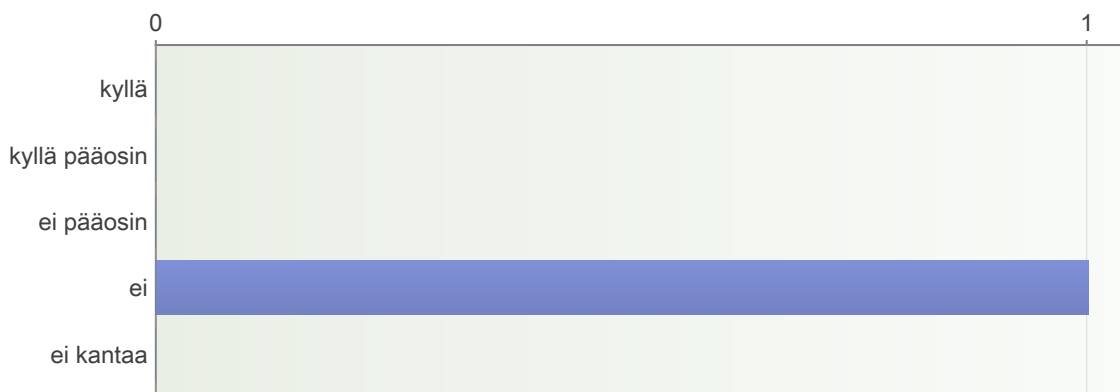 0 1
kyllä
kyllä pääosin
ei pääosin
ei
ei kantaa